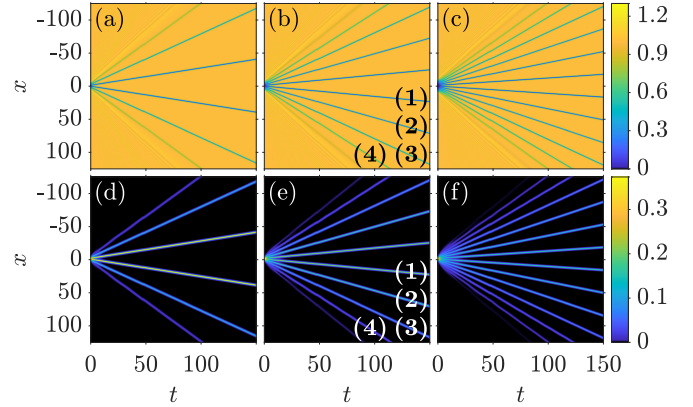 -100 (a) (b) (c) 1.2
-50 0.9
x 0 0.6
50 (1)
(2) 0.3
100 (4) (3) 0
-100 (d) (e) (f)
-50 0.3
x 0 0.2
50 (1)
(2) 0.1
100 (4) (3) 0
0 50 100 0 50 100 0 50 100 150
t t t